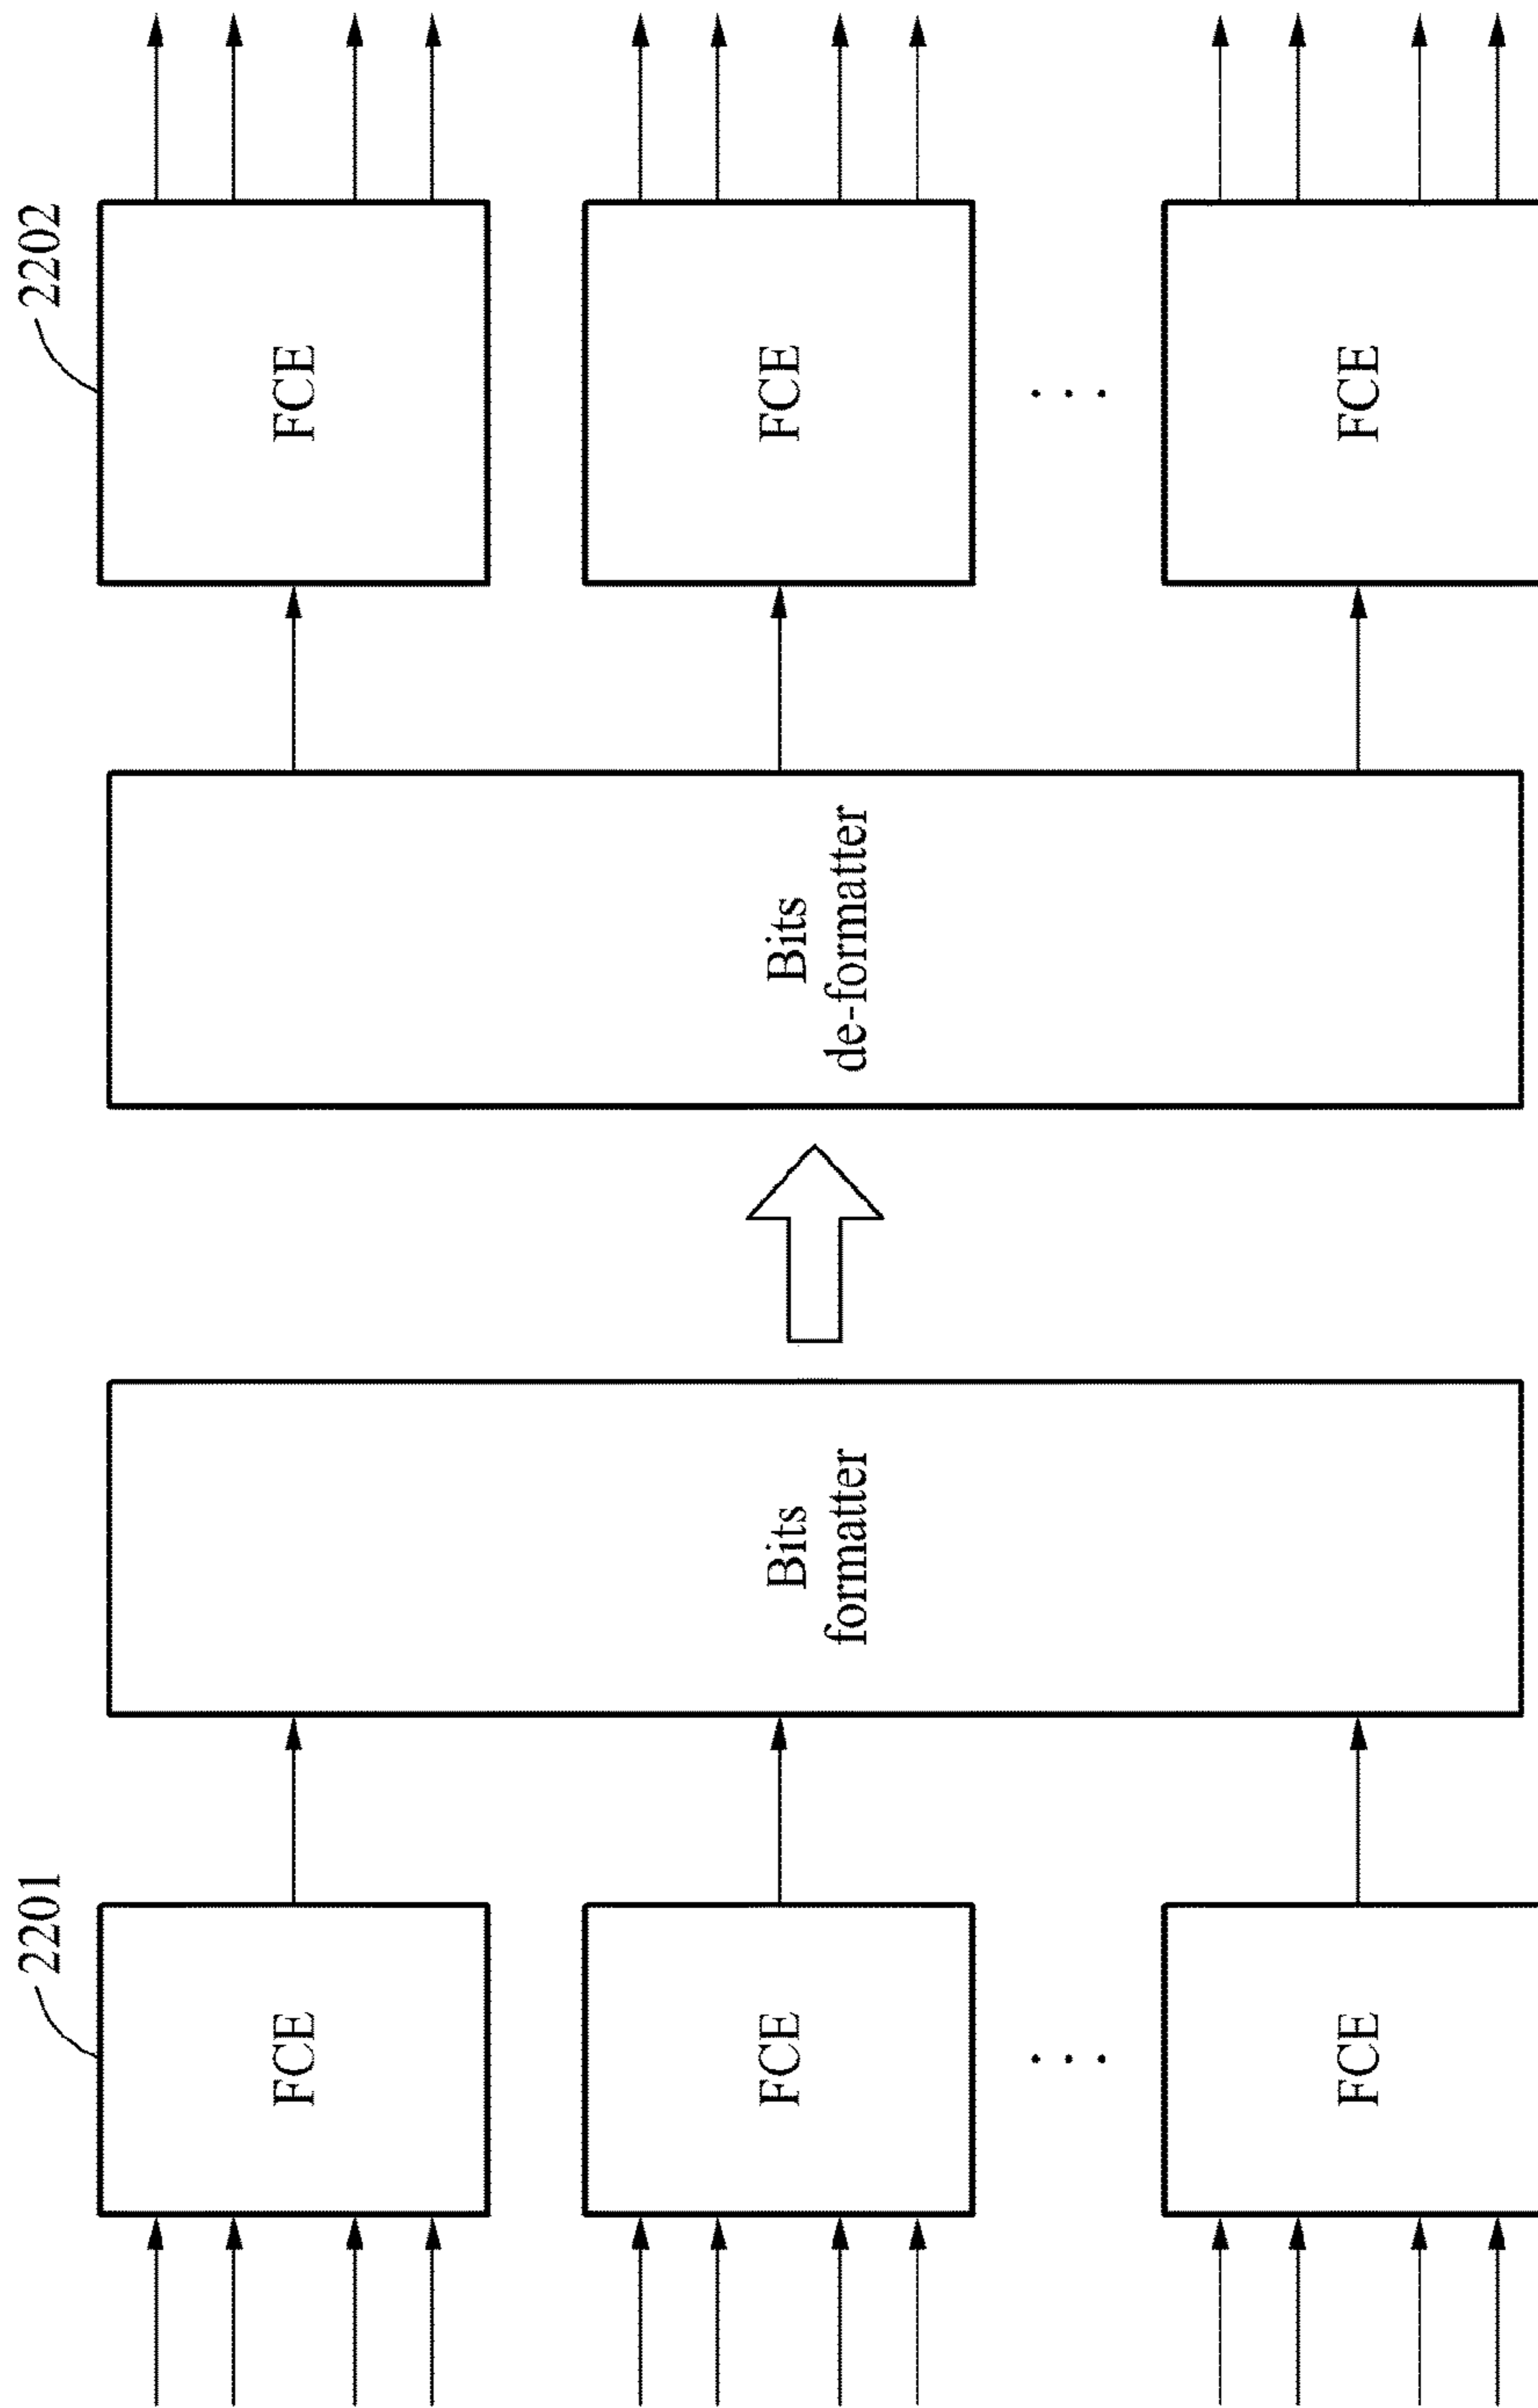 2201
FCE
FCE
. . .
FCE
Bits
formatter
Bits
de-formatter
2202
FCE
FCE
. . .
FCE